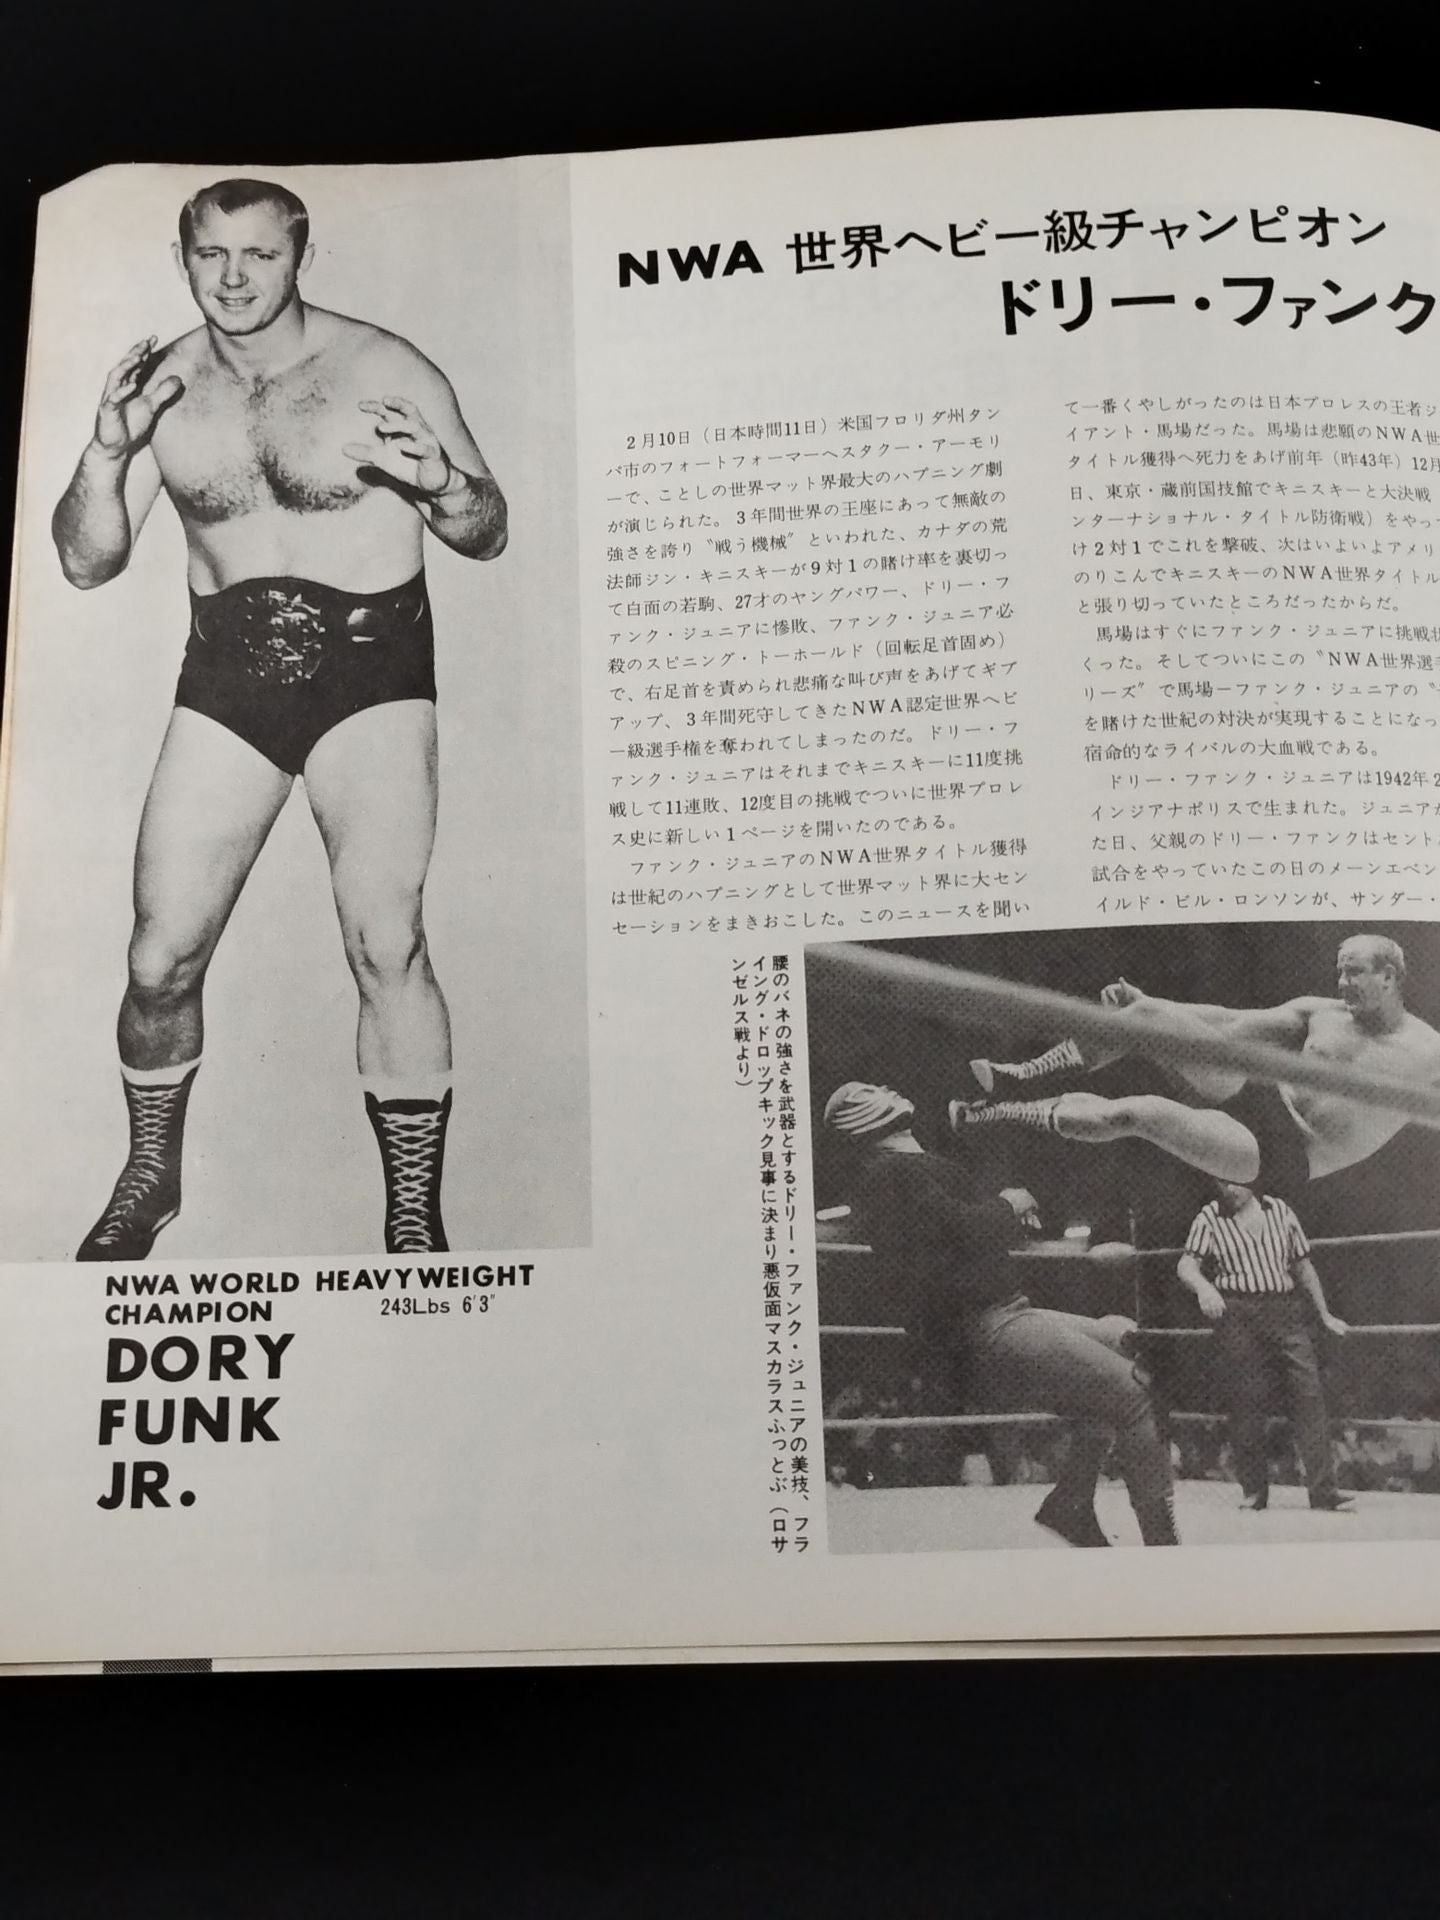 NWA 世界ヘビー級チャンピオン
ドリー・ファンク
2月10日（日本時間11日）米国フロリダ州タン
パ市のフォートフォーマーヘスタクー・アーモリ
ーで、ことしの世界マット界最大のハプニング劇
が演じられた。3年間世界の王座にあって無敵の
強さを誇り〝戦う機械〟といわれた、カナダの荒
法師ジン・キニスキーが9対1の賭け率を裏切っ
て白面の若駒、27才のヤングパワー、ドリー・フ
ァンク・ジュニアに惨敗、ファンク・ジュニア必
殺のスピニング・トーホールド（回転足首固め）
で、右足首を責められ悲痛な叫び声をあげてギブ
アップ、3年間死守してきたNWA認定世界ヘビ
ー級選手権を奪われてしまったのだ。ドリー・フ
ァンク・ジュニアはそれまでキニスキーに11度挑
戦して11連敗、12度目の挑戦でついに世界プロレ
ス史に新しい1ページを開いたのである。
ファンク・ジュニアのNWA世界タイトル獲得
は世紀のハプニングとして世界マット界に大セン
セーションをまきおこした。このニュースを聞い
て一番くやしがったのは日本プロレスの王者ジ
イアント・馬場だった。馬場は悲願のNWA世
タイトル獲得へ死力をあげ前年（昨43年）12月
日、東京・蔵前国技館でキニスキーと大決戦
ンターナショナル・タイトル防衛戦）をやっ
け2対1でこれを撃破、次はいよいよアメリ
のりこんでキニスキーのNWA世界タイトル
と張り切っていたところだったからだ。
馬場はすぐにファンク・ジュニアに挑戦状
くった。そしてついにこの〝NWA世界選手
リーズ〟で馬場ーファンク・ジュニアの〝
を賭けた世紀の対決が実現することになっ
宿命的なライバルの大血戦である。
ドリー・ファンク・ジュニアは1942年2
インジアナポリスで生まれた。ジュニアが
た日、父親のドリー・ファンクはセント
試合をやっていたこの日のメーンエベン
イルド・ビル・ロンソンが、サンダー・
腰のバネの強さを武器とするドリー・ファンク・ジュニアの美技、フラ
イング・ドロップキック見事に決まり悪仮面マスカラスふっとぶ（ロサ
ンゼルス戦より）
NWA WORLD HEAVYWEIGHT
CHAMPION 243Lbs 6'3"
DORY
FUNK
JR.